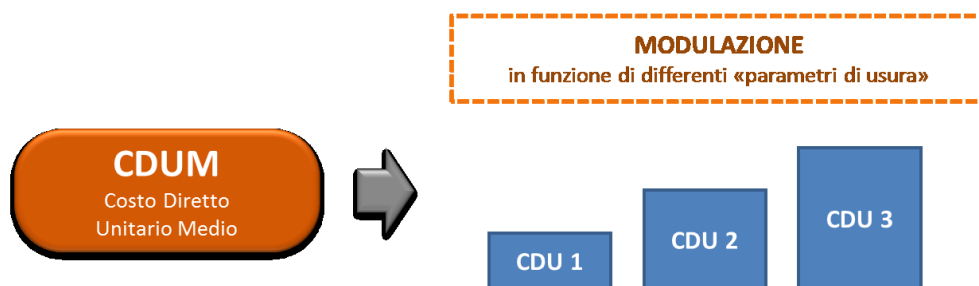 MODULAZIONE
in funzione di differenti «parametri di usura»
CDUM
Costo Diretto
Unitario Medio
CDU 1
CDU 2
CDU 3